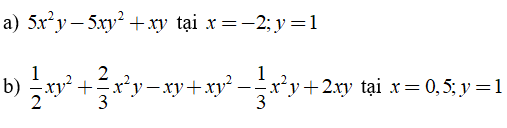 a) 5x²y − 5xy² + xy tại x = −2; y = 1
b) 1/2 xy² + 2/3 x²y − xy + xy² − 1/3 x²y + 2xy tại x = 0,5; y = 1